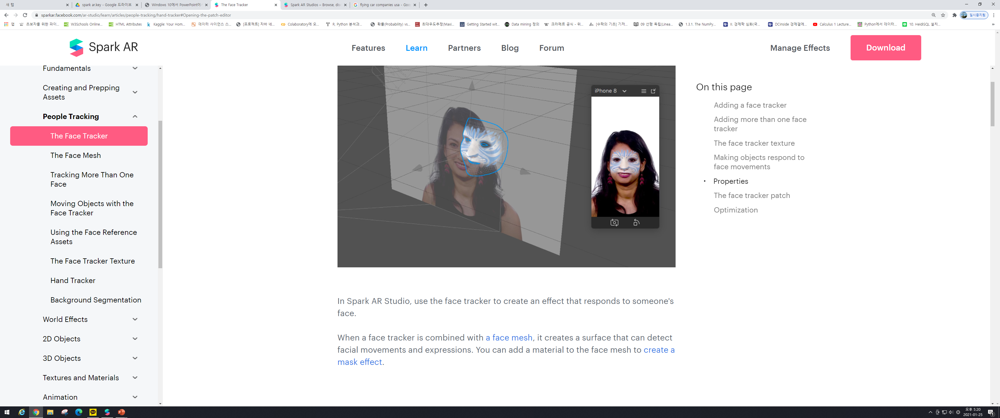 새 탭
spark ar.key - Google 드라이브
Windows 10에서 PowerPoint에서
The Face Tracker
Spark AR Studios – Browse, disc
flying car companies usa - Goo
sparkar.facebook.com/ar-studio/learn/articles/people-tracking/hand-tracker#Opening-the-patch-editor
일시중지됨
앱
초보자를 위한 파이...
W3Schools Online...
HTML Attributes
Kaggle: Your Hom...
데이터 사이언스 스...
[프로젝트] 자바 네...
Colaboratory에 오...
R, Python 분석과...
확률(Probability) vs...
최대우도추정(Maxi...
Getting Started wit...
Data mining 정의
크라메르 공식 - 위...
[수학의 기초] 기저...
09 선형 독립(Linea...
1.3.1. The NumPy...
II. 경제학 심화(국...
DCinside 경제갤에...
Calculus 1 Lecture...
Python에서 데이터...
10. HeidiSQL 설치...
Spark AR
Features
Learn
Partners
Blog
Forum
Manage Effects
Download
Fundamentals
Creating and Prepping
Assets
People Tracking
The Face Tracker
The Face Mesh
Tracking More Than One
Face
Moving Objects with the
Face Tracker
Using the Face Reference
Assets
The Face Tracker Texture
Hand Tracker
Background Segmentation
World Effects
2D Objects
3D Objects
Textures and Materials
Animation
iPhone 8
In Spark AR Studio, use the face tracker to create an effect that responds to someone's
face.
When a face tracker is combined with a face mesh, it creates a surface that can detect
facial movements and expressions. You can add a material to the face mesh to create a
mask effect.
On this page
Adding a face tracker
Adding more than one face
tracker
The face tracker texture
Making objects respond to
face movements
• Properties
The face tracker patch
Optimization
오후 5:20
2021-01-25